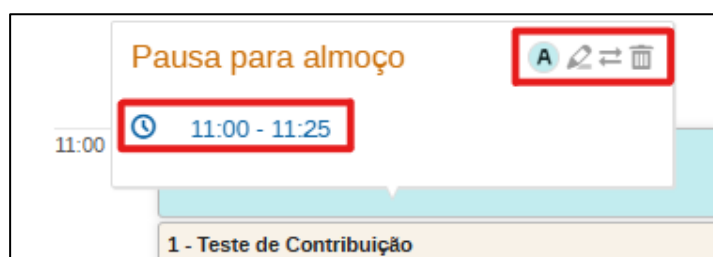 Pausa para almoço A
11:00 - 11:25
11:00
1 - Teste de Contribuição